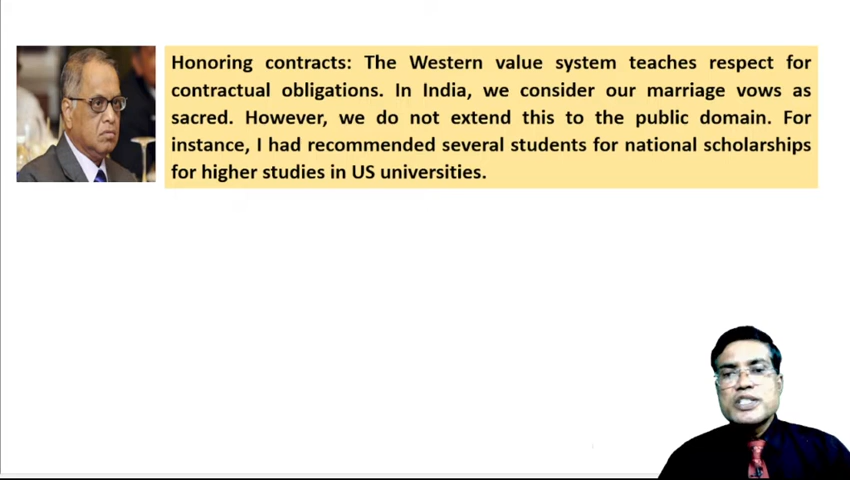 Honoring contracts: The Western value system teaches respect for
contractual obligations. In India, we consider our marriage vows as
sacred. However, we do not extend this to the public domain. For
instance, I had recommended several students for national scholarships
for higher studies in US universities.